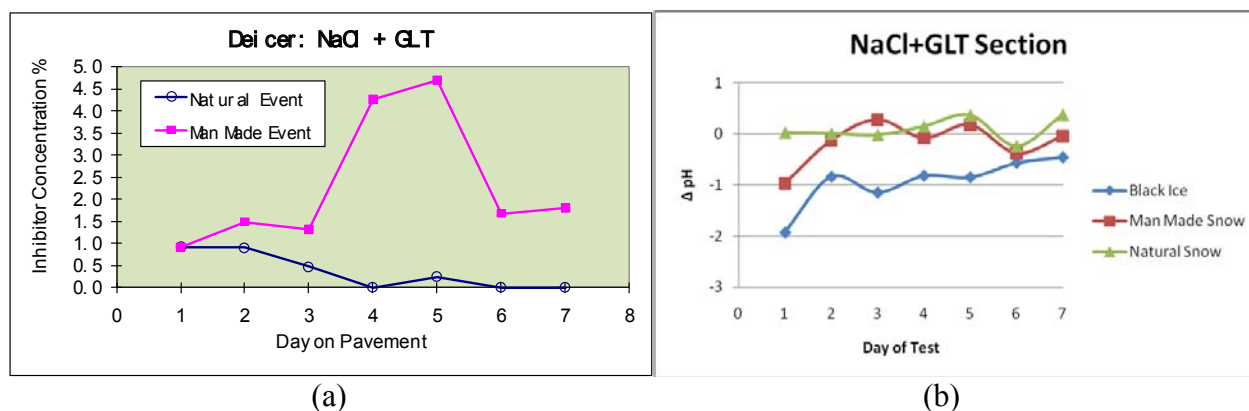 Deicer: NaCl + GLT
Inhibitor Concentration %
5.0
4.5
4.0
3.5
3.0
2.5
2.0
1.5
1.0
0.5
0.0
Natural Event
Man Made Event
0 1 2 3 4 5 6 7 8
Day on Pavement
(a)
NaCl+GLT Section
Δ pH
1
0
-1
-2
-3
0 1 2 3 4 5 6 7
Day of Test
Black Ice
Man Made Snow
Natural Snow
(b)